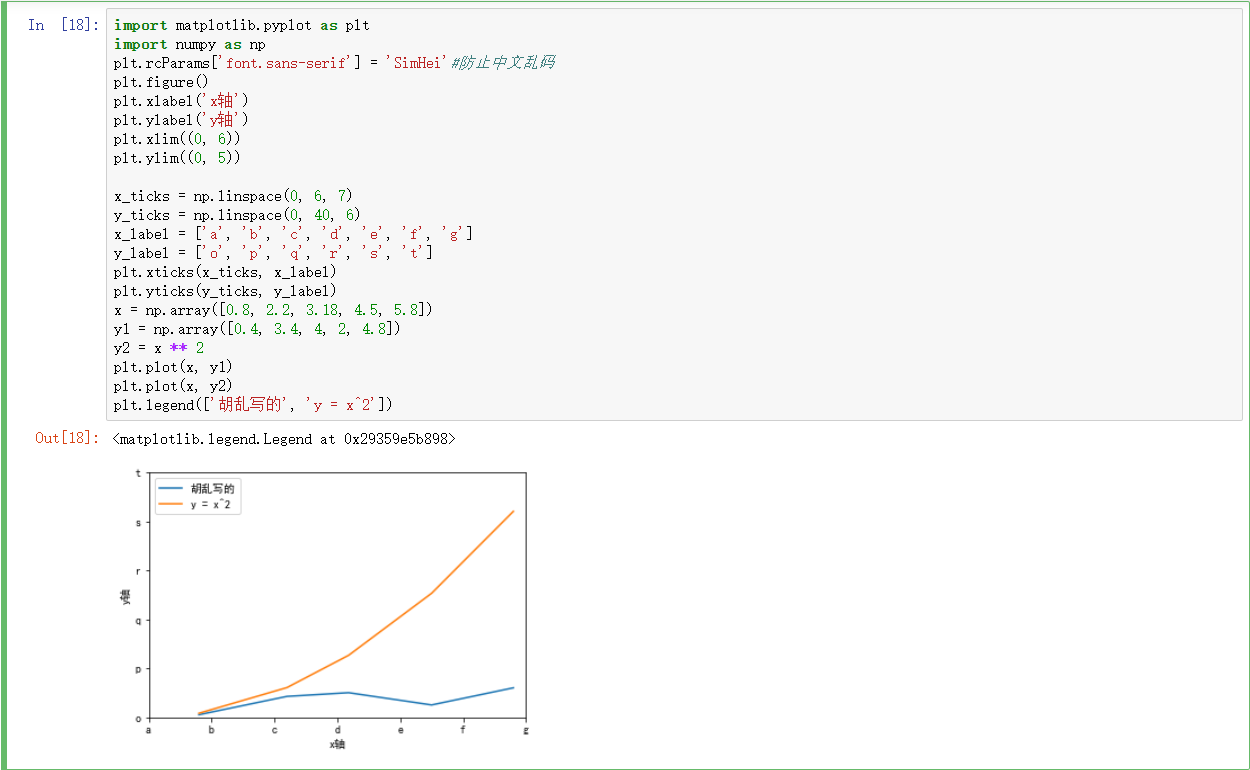 In [18]:
import matplotlib.pyplot as plt
import numpy as np
plt.rcParams['font.sans-serif'] = 'SimHei'#防止中文乱码
plt.figure()
plt.xlabel('x轴')
plt.ylabel('y轴')
plt.xlim((0, 6))
plt.ylim((0, 5))
x_ticks = np.linspace(0, 6, 7)
y_ticks = np.linspace(0, 40, 6)
x_label = ['a', 'b', 'c', 'd', 'e', 'f', 'g']
y_label = ['o', 'p', 'q', 'r', 's', 't']
plt.xticks(x_ticks, x_label)
plt.yticks(y_ticks, y_label)
x = np.array([0.8, 2.2, 3.18, 4.5, 5.8])
y1 = np.array([0.4, 3.4, 4, 2, 4.8])
y2 = x ** 2
plt.plot(x, y1)
plt.plot(x, y2)
plt.legend(['胡乱写的', 'y = x^2'])
Out[18]: <matplotlib.legend.Legend at 0x29359e5b898>
胡乱写的
y = x^2
t
s
r
q
p
o
y轴
a b c d e f g
x轴